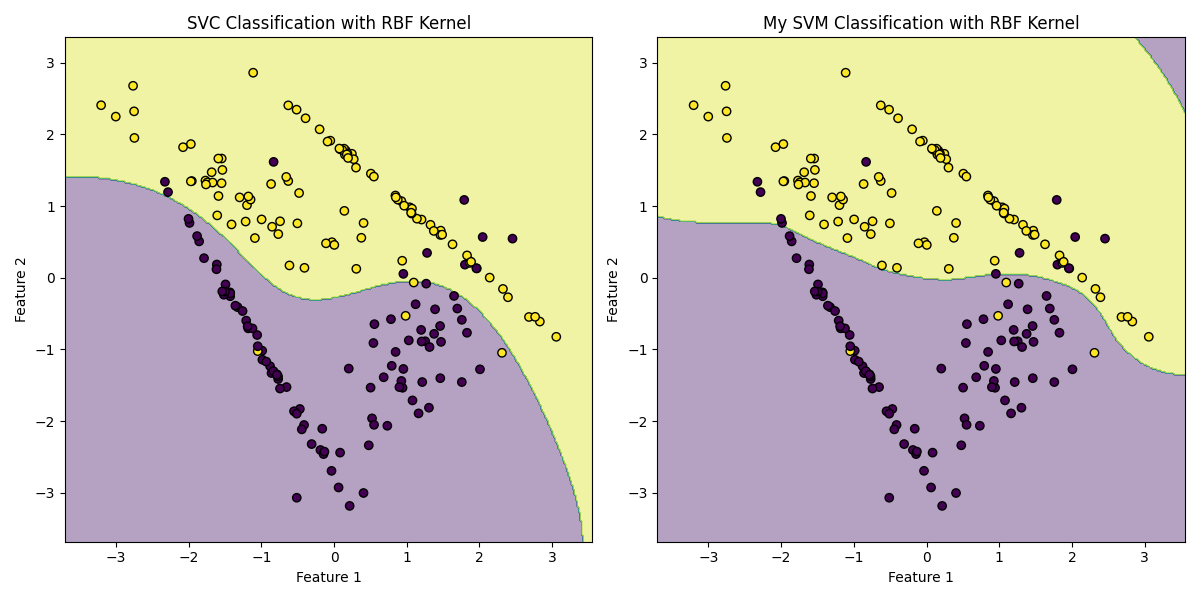 SVC Classification with RBF Kernel
My SVM Classification with RBF Kernel
3
2
1
0
−1
−2
−3
Feature 2
−3 −2 −1 0 1 2 3
Feature 1
3
2
1
0
−1
−2
−3
Feature 2
−3 −2 −1 0 1 2 3
Feature 1